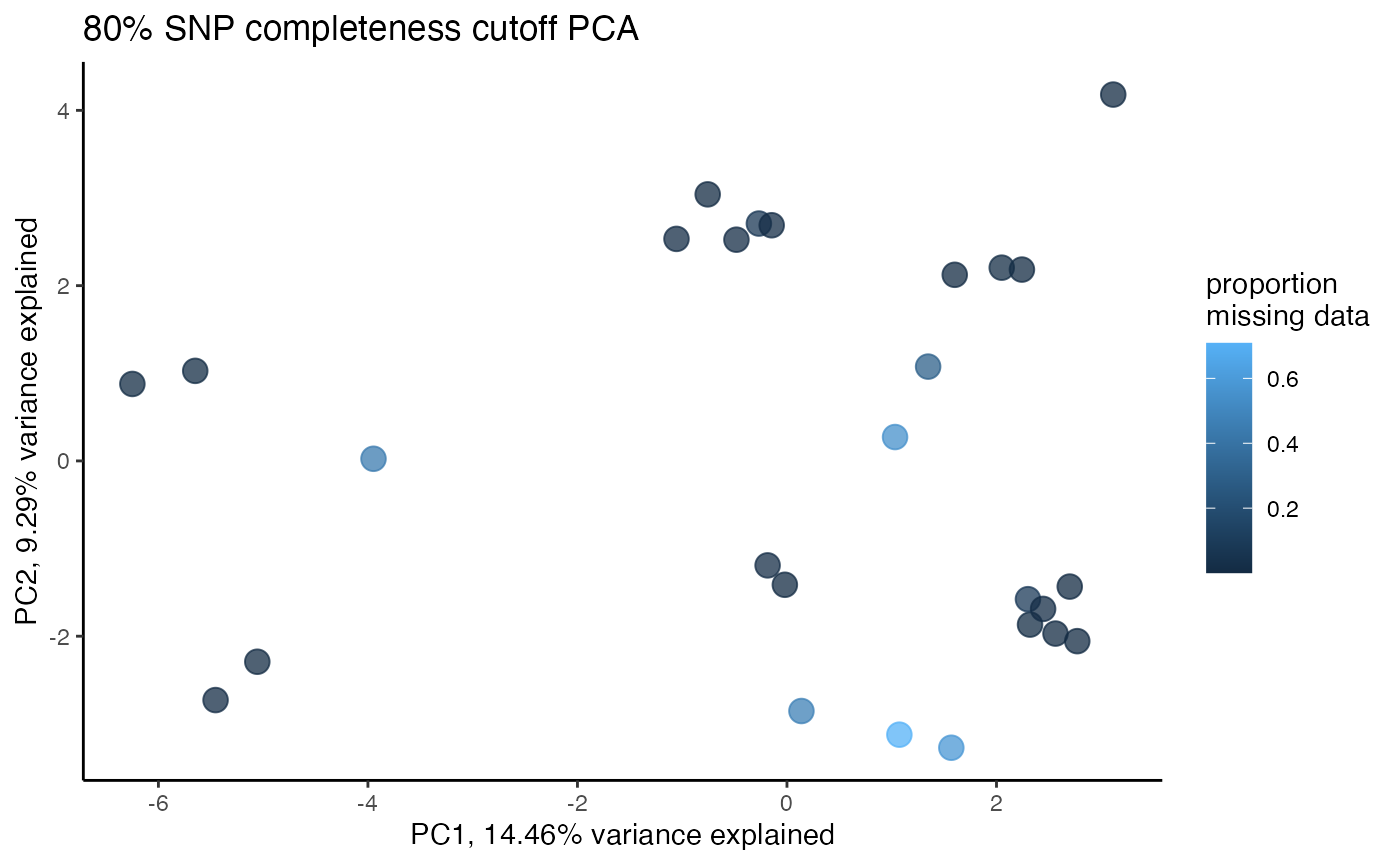 80% SNP completeness cutoff PCA
PC2, 9.29% variance explained
4
2
0
-2
-6
-4
-2
0
2
PC1, 14.46% variance explained
proportion
missing data
0.6
0.4
0.2